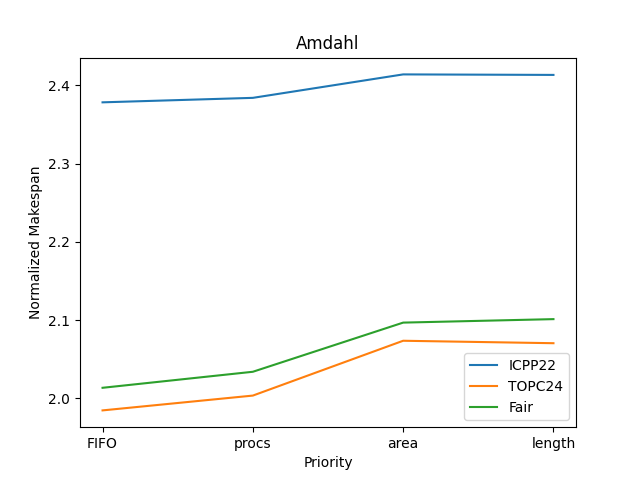 Amdahl
Normalized Makespan
2.4
2.3
2.2
2.1
2.0
FIFO procs area length
Priority
ICPP22
TOPC24
Fair